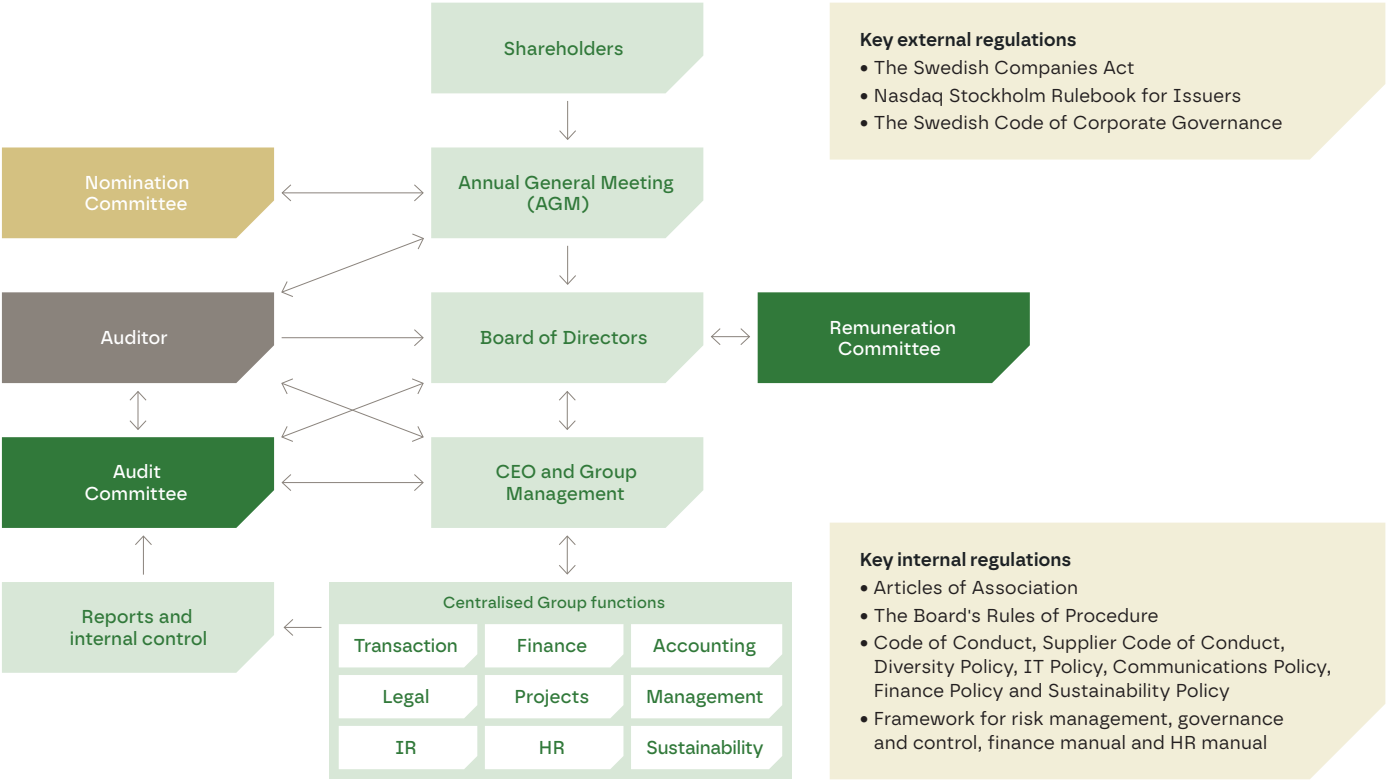 Shareholders
Key external regulations
• The Swedish Companies Act
• Nasdaq Stockholm Rulebook for Issuers
• The Swedish Code of Corporate Governance
Nomination
Committee
Annual General Meeting
(AGM)
Auditor
Board of Directors
Remuneration
Committee
Audit
Committee
CEO and Group
Management
Reports and
internal control
Centralised Group functions
Transaction
Finance
Accounting
Legal
Projects
Management
IR
HR
Sustainability
Key internal regulations
• Articles of Association
• The Board's Rules of Procedure
• Code of Conduct, Supplier Code of Conduct,
Diversity Policy, IT Policy, Communications Policy,
Finance Policy and Sustainability Policy
• Framework for risk management, governance
and control, finance manual and HR manual